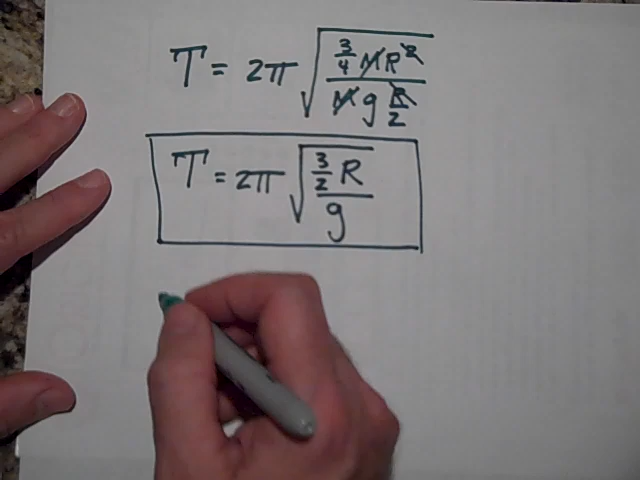 T = 2π √((3/4 MR²)/(Mg R/2))
T = 2π √((3/2 R)/g)